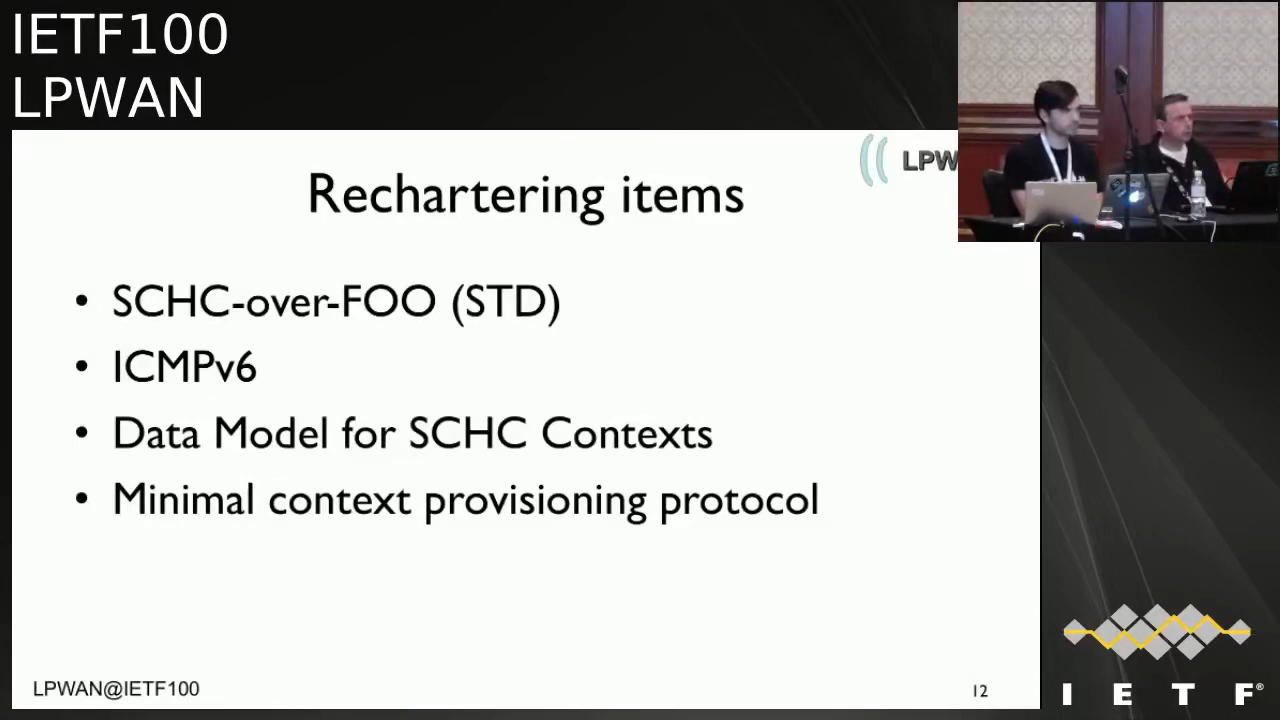 IETF100
LPWAN
LPW
Rechartering items
• SCHC-over-FOO (STD)
• ICMPv6
• Data Model for SCHC Contexts
• Minimal context provisioning protocol
LPWAN@IETF100
12
I E T F®